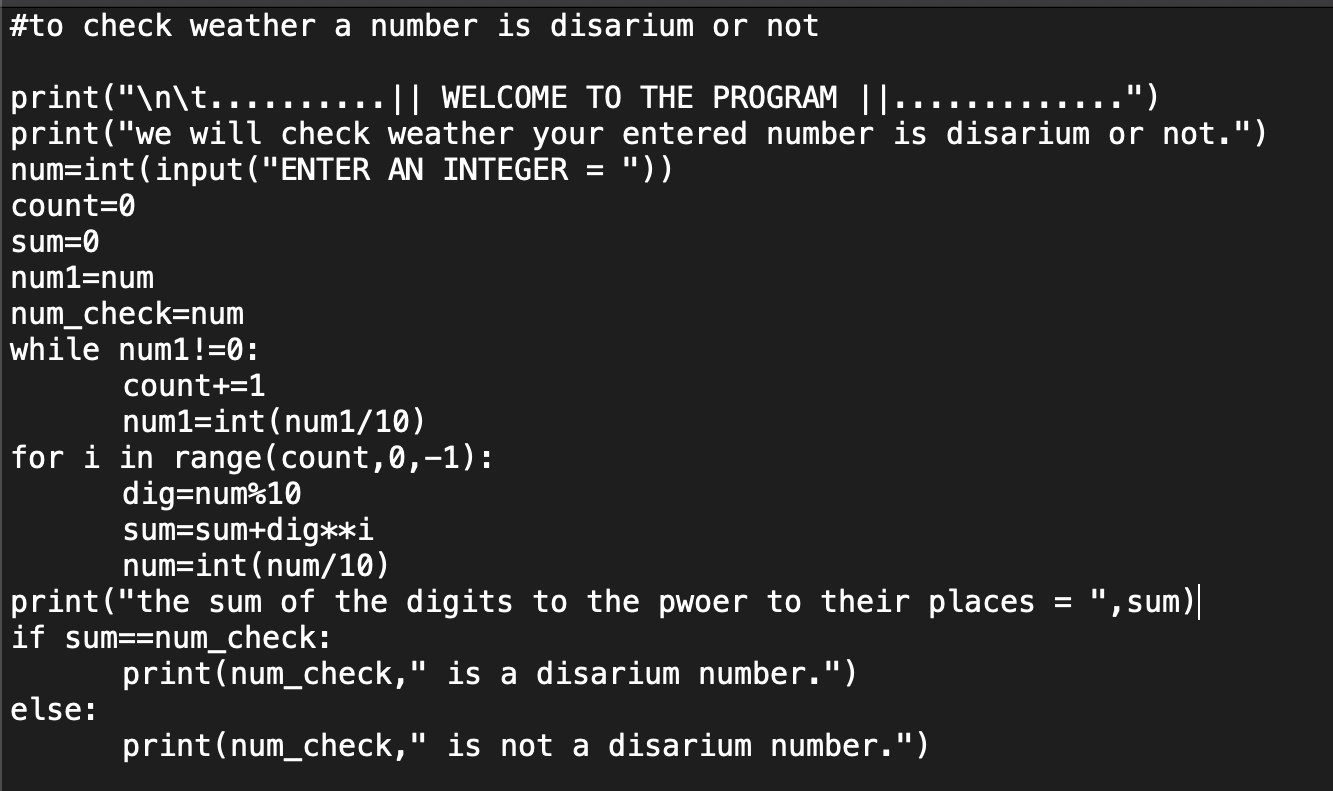 #to check weather a number is disarium or not

print("\n\t..........|| WELCOME TO THE PROGRAM ||.............")
print("we will check weather your entered number is disarium or not.")
num=int(input("ENTER AN INTEGER = "))
count=0
sum=0
num1=num
num_check=num
while num1!=0:
      count+=1
      num1=int(num1/10)
for i in range(count,0,-1):
      dig=num%10
      sum=sum+dig**i
      num=int(num/10)
print("the sum of the digits to the pwoer to their places = ",sum)
if sum==num_check:
      print(num_check," is a disarium number.")
else:
      print(num_check," is not a disarium number.")